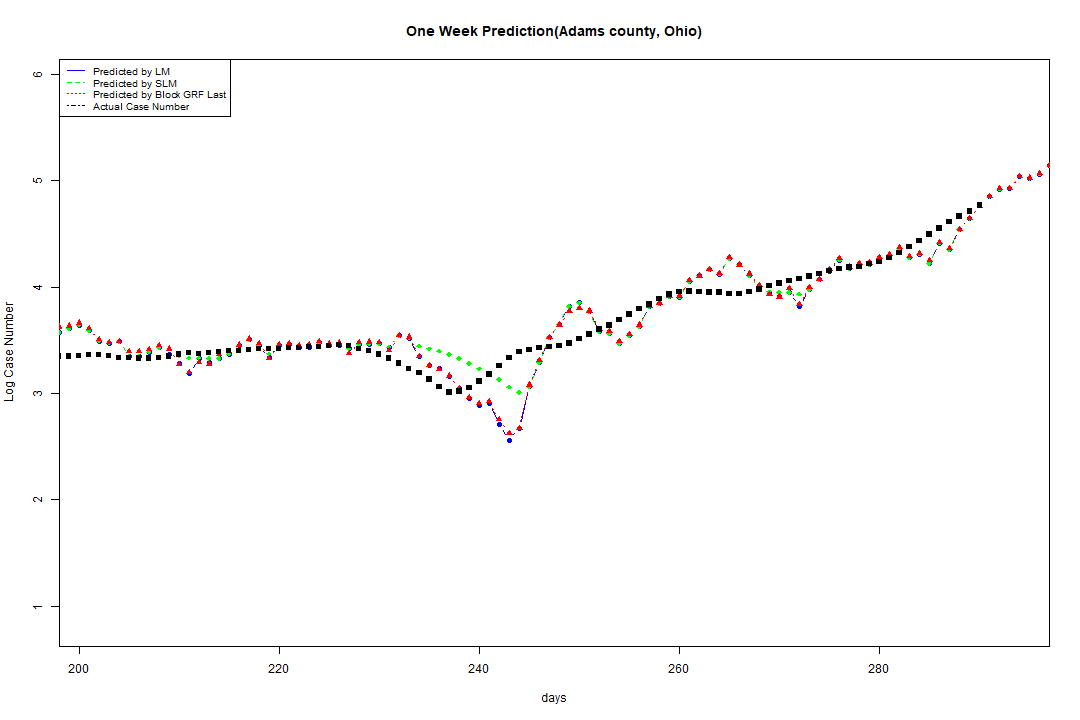 One Week Prediction(Adams county, Ohio)
Predicted by LM
Predicted by SLM
Predicted by Block GRF Last
Actual Case Number
6
5
4
3
2
1
Log Case Number
200 220 240 260 280
days